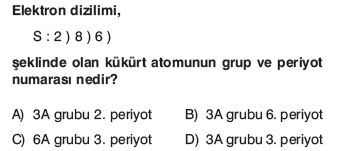 Elektron dizilimi,
S : 2 ) 8 ) 6 )
şeklinde olan kükürt atomunun grup ve periyot
numarası nedir?
A) 3A grubu 2. periyot B) 3A grubu 6. periyot
C) 6A grubu 3. periyot D) 3A grubu 3. periyot